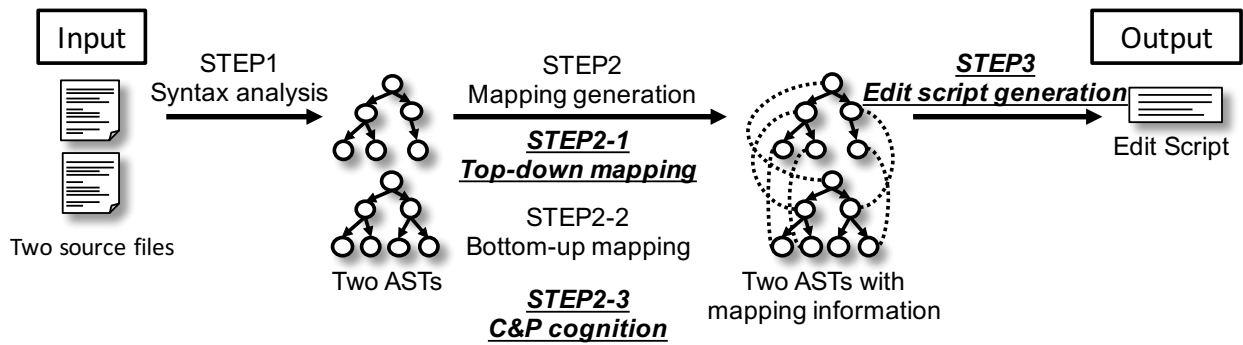 Input
Two source files
STEP1
Syntax analysis
Two ASTs
STEP2
Mapping generation
STEP2-1
Top-down mapping
STEP2-2
Bottom-up mapping
STEP2-3
C&P cognition
Two ASTs with
mapping information
STEP3
Edit script generation
Output
Edit Script